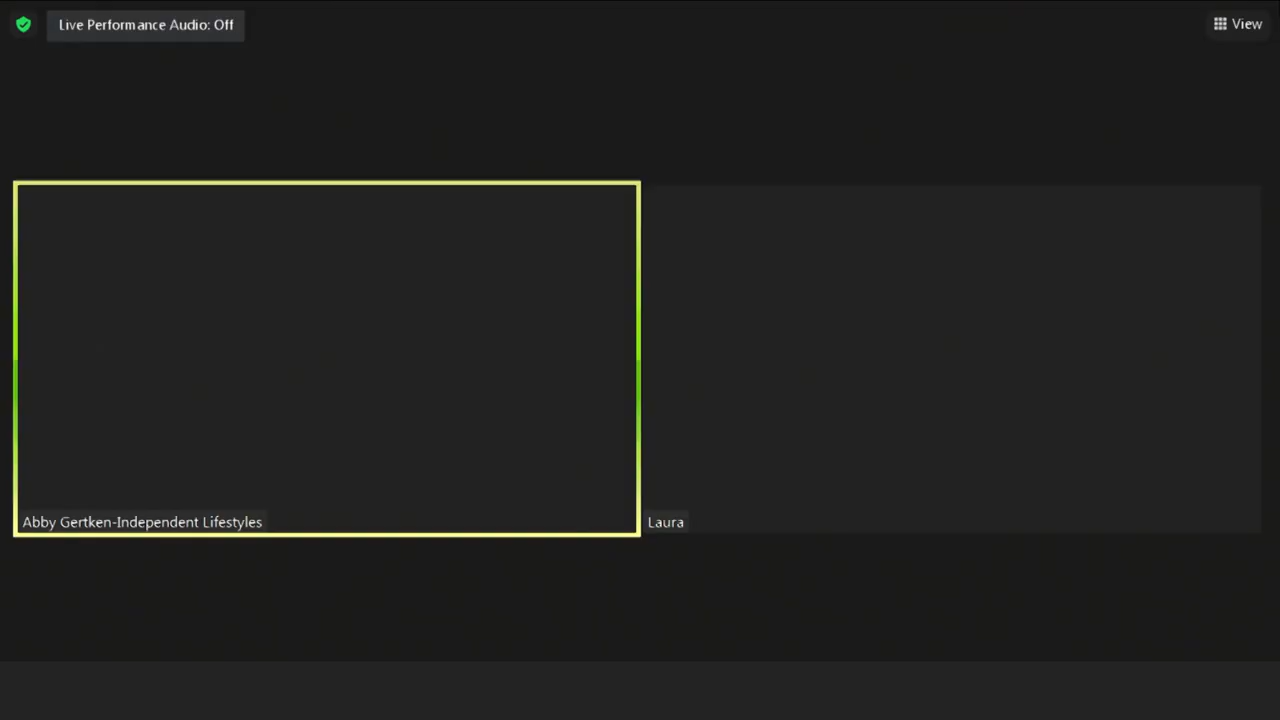 Live Performance Audio: Off
View
Abby Gertken-Independent Lifestyles
Laura